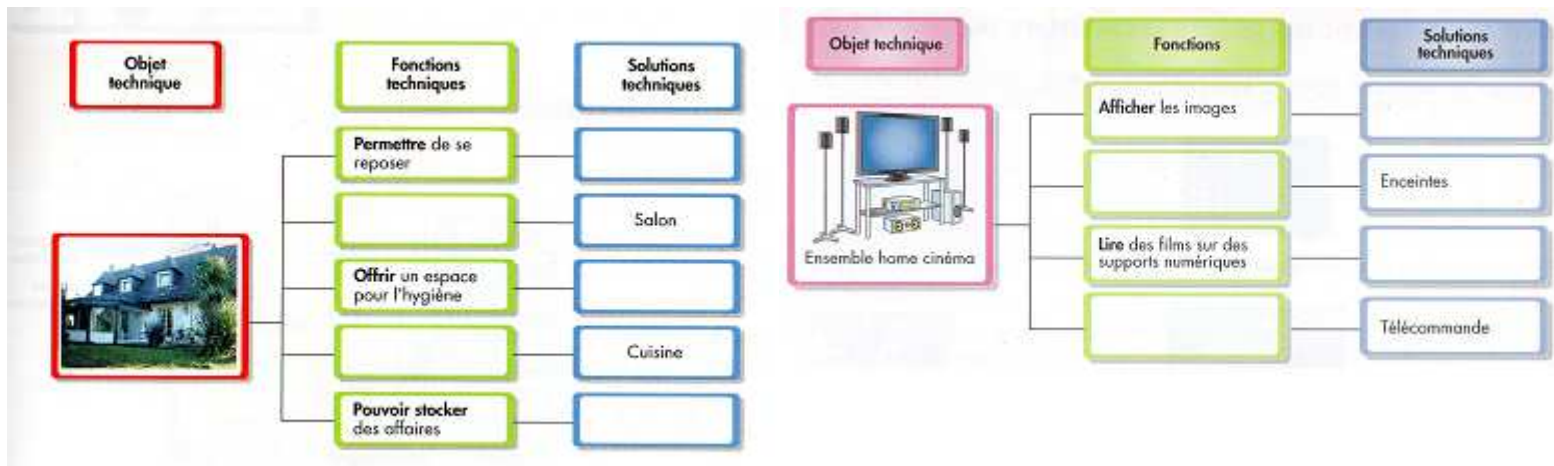 Objet
technique
Fonctions
techniques
Solutions
techniques
Permettre de se
reposer
Salon
Offrir un espace
pour l'hygiène
Cuisine
Pouvoir stocker
des affaires
Objet technique
Fonctions
Solutions
techniques
Afficher les images
Enceintes
Lire des films sur des
supports numériques
Télécommande
Ensemble home cinéma